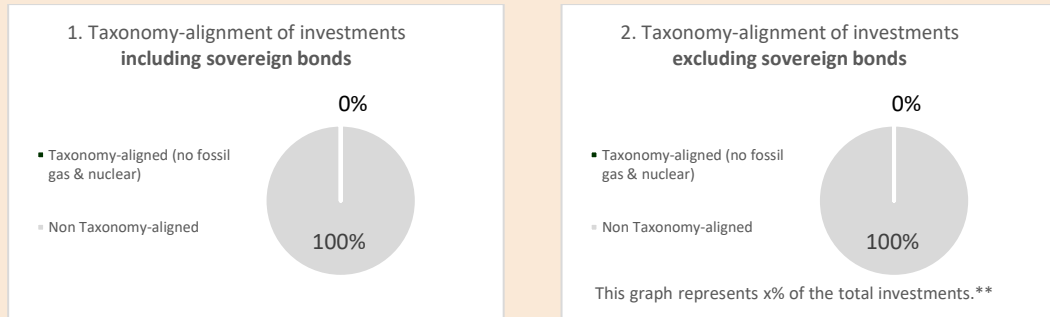 1. Taxonomy-alignment of investments
including sovereign bonds
0%
Taxonomy-aligned (no fossil
gas & nuclear)
Non Taxonomy-aligned
100%
2. Taxonomy-alignment of investments
excluding sovereign bonds
0%
Taxonomy-aligned (no fossil
gas & nuclear)
Non Taxonomy-aligned
100%
This graph represents x% of the total investments.**